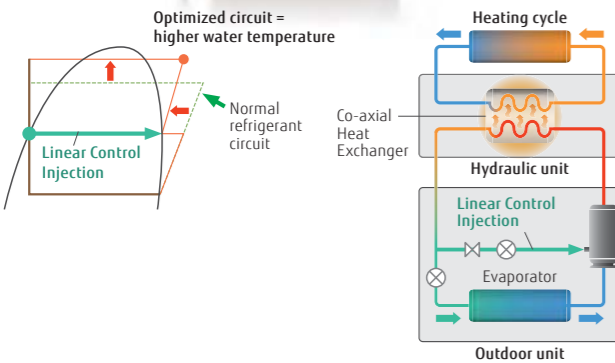 Optimized circuit =
higher water temperature
Normal
refrigerant
circuit
Linear Control
Injection
Heating cycle
Co-axial
Heat
Exchanger
Hydraulic unit
Linear Control
Injection
Evaporator
Outdoor unit